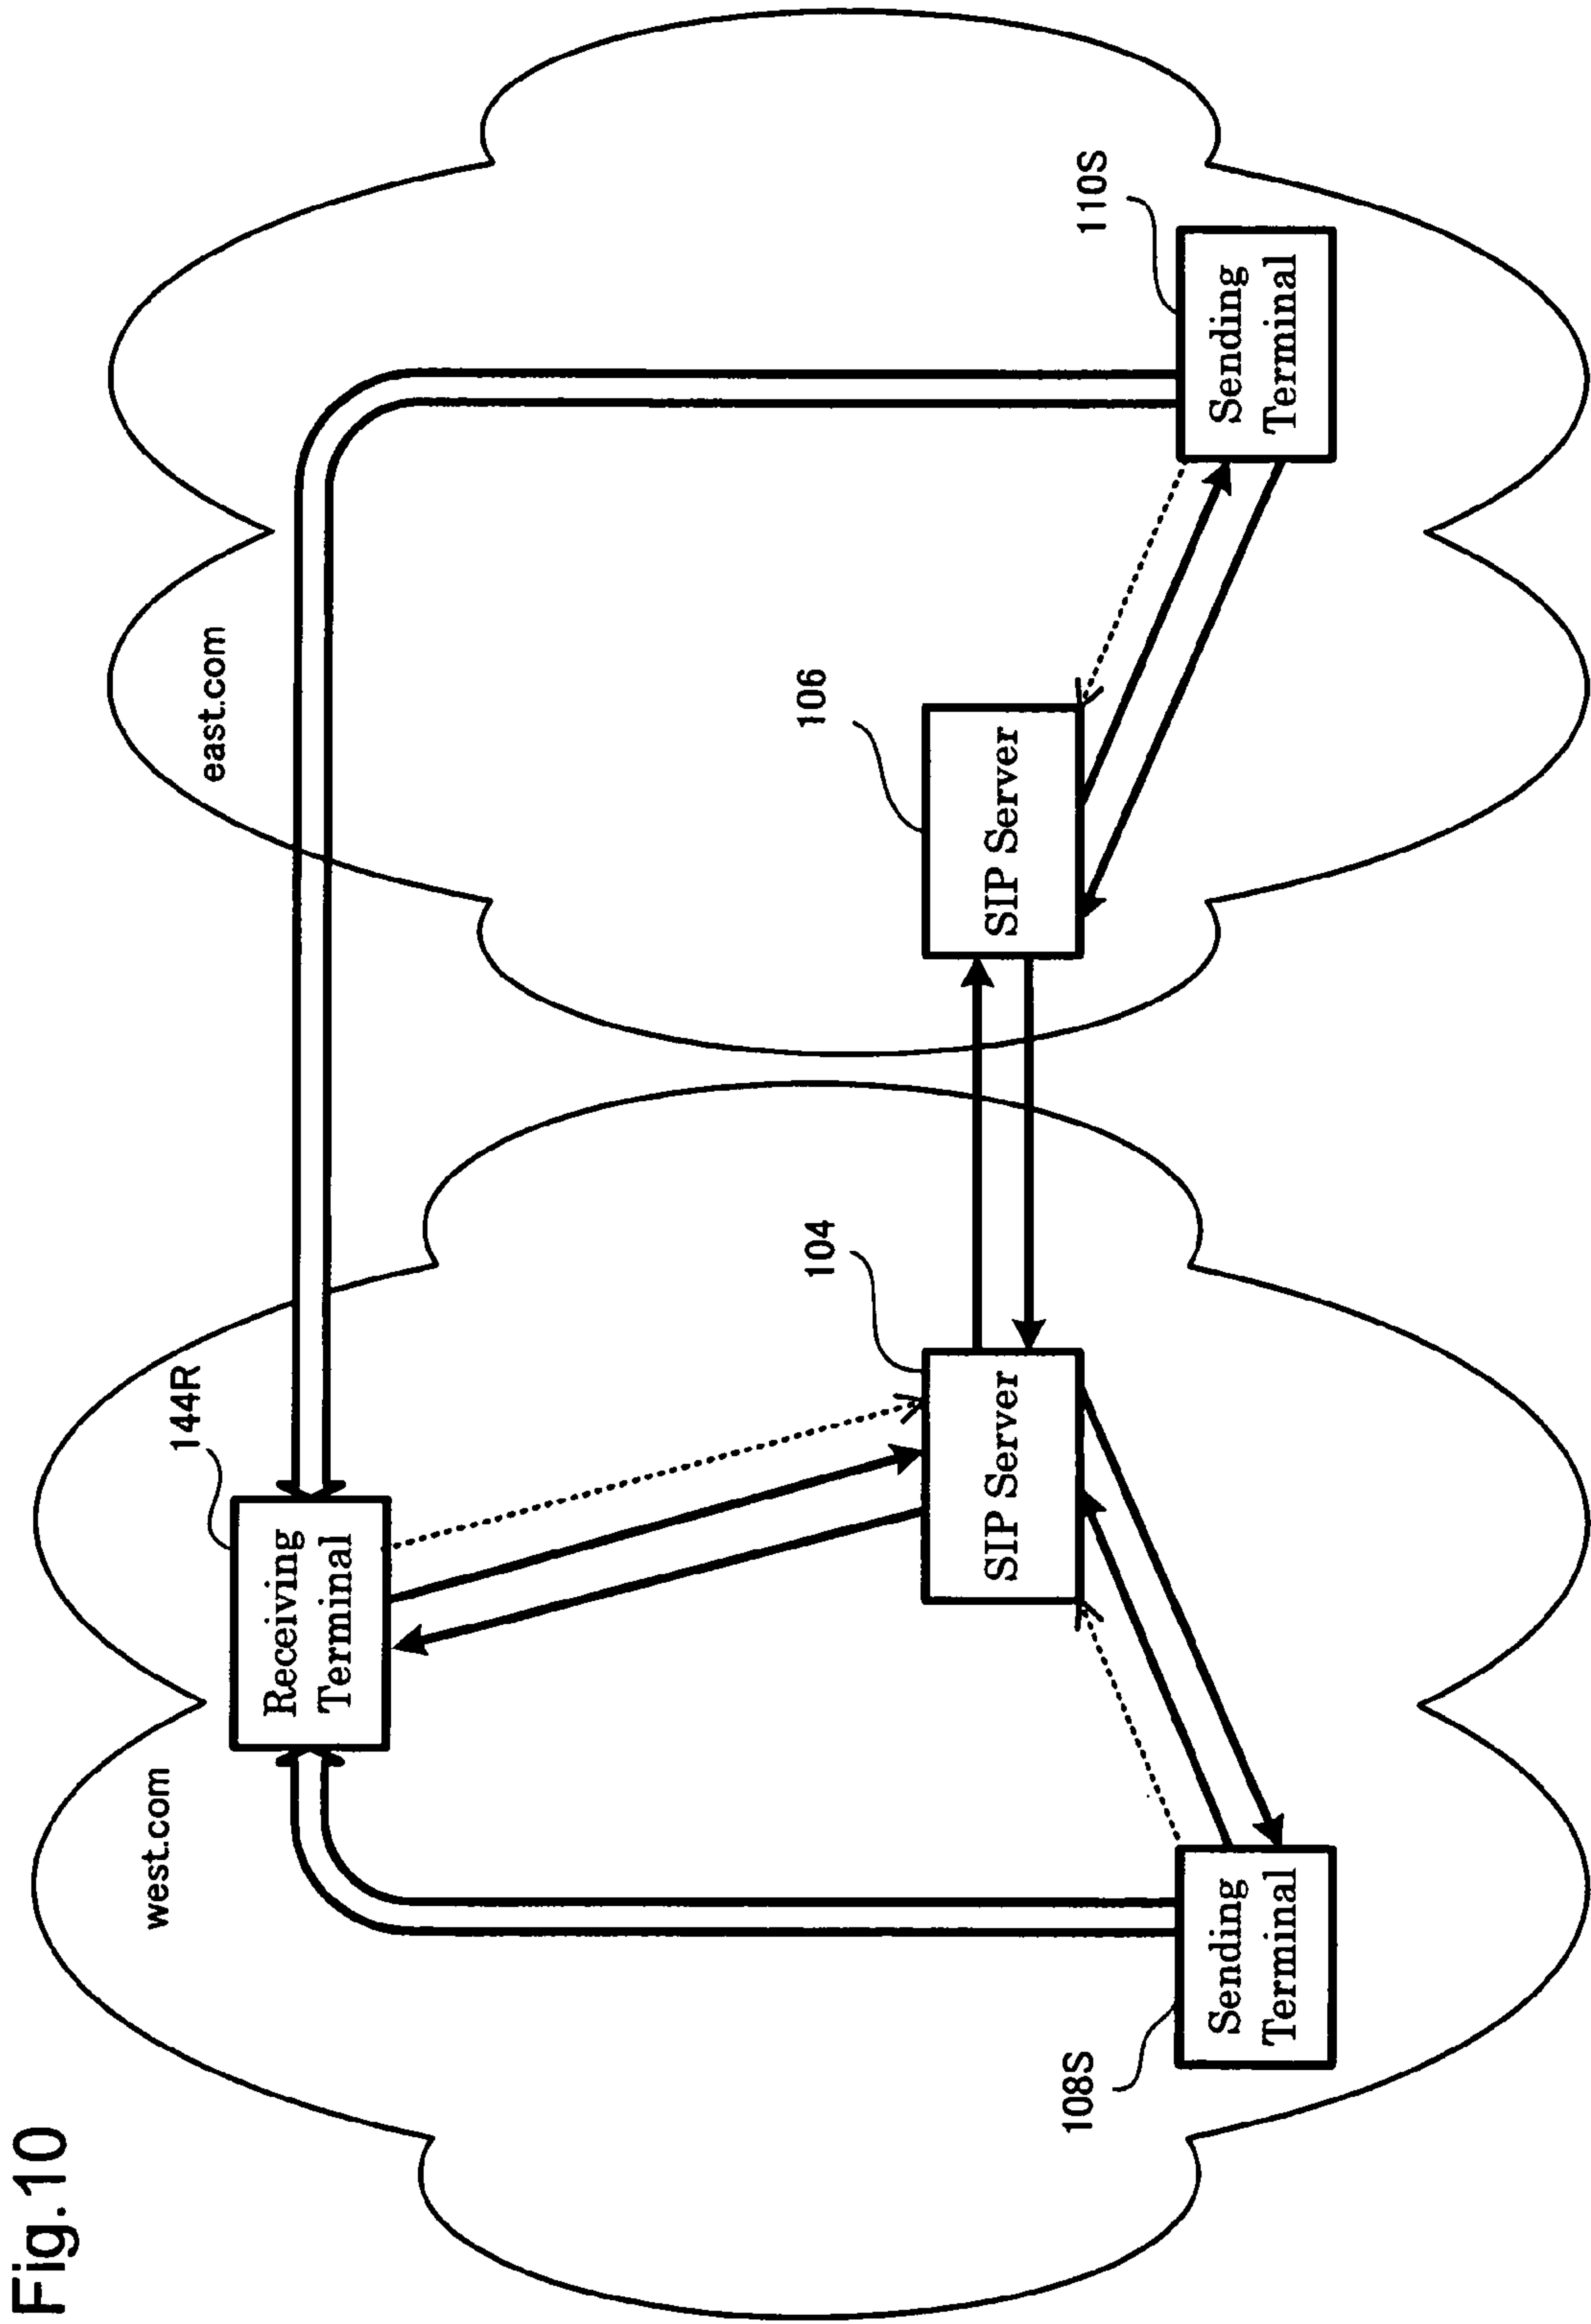 Fig.10
west.com
east.com
144R
Receiving
Terminal
104
SIP Server
106
SIP Server
108S
Sending
Terminal
110S
Sending
Terminal